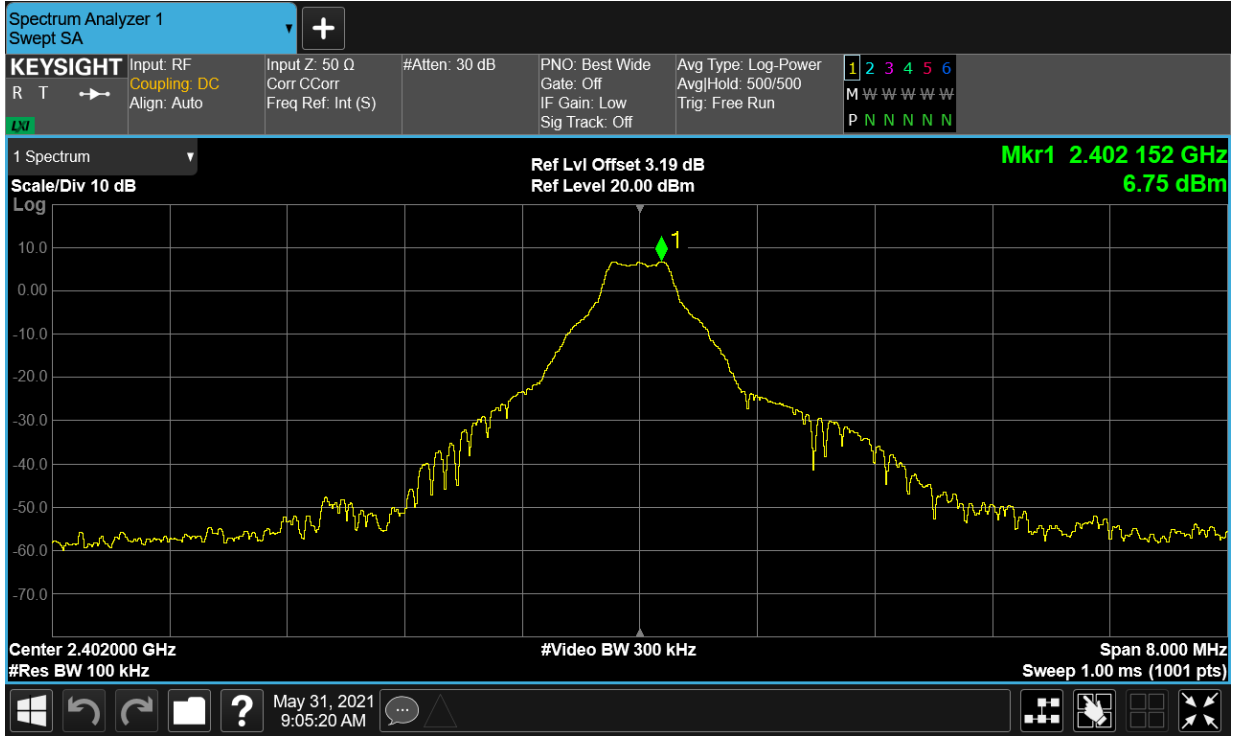 Spectrum Analyzer 1
Swept SA
KEYSIGHT
R T
LXI
Input: RF
Coupling: DC
Align: Auto
Input Z: 50 Ω
Corr CCorr
Freq Ref: Int (S)
#Atten: 30 dB
PNO: Best Wide
Gate: Off
IF Gain: Low
Sig Track: Off
Avg Type: Log-Power
Avg|Hold: 500/500
Trig: Free Run
1 2 3 4 5 6
M W W W W W
P N N N N N
1 Spectrum
Scale/Div 10 dB
Ref Lvl Offset 3.19 dB
Ref Level 20.00 dBm
Mkr1 2.402 152 GHz
6.75 dBm
Log
1
10.0
0.00
-10.0
-20.0
-30.0
-40.0
-50.0
-60.0
-70.0
Center 2.402000 GHz
#Video BW 300 kHz
Span 8.000 MHz
#Res BW 100 kHz
Sweep 1.00 ms (1001 pts)
?
May 31, 2021
9:05:20 AM